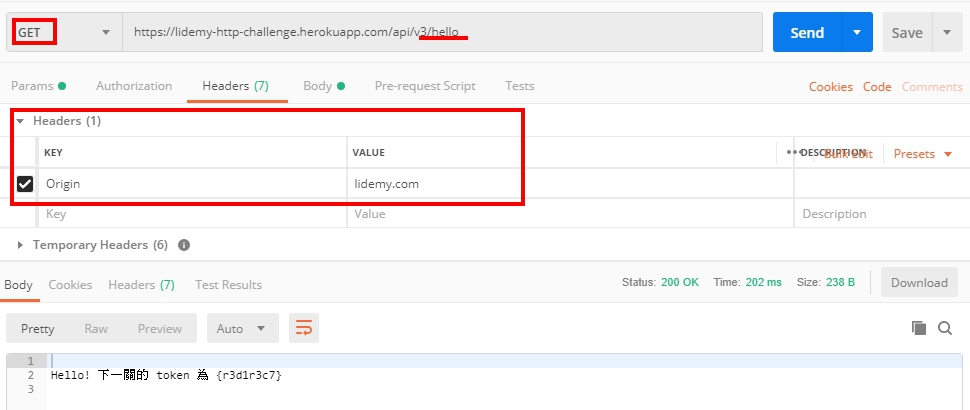 GET https://lidemy-http-challenge.herokuapp.com/api/v3/hello Send Save
Params Authorization Headers (7) Body Pre-request Script Tests Cookies Code Comments
Headers (1)
KEY VALUE DESCRIPTION Bulk Edit Presets
Origin lidemy.com
Key Value Description
Temporary Headers (6)
Body Cookies Headers (7) Test Results Status: 200 OK Time: 202 ms Size: 238 B Download
Pretty Raw Preview Auto
1
2 Hello! 下一關的 token 為 {r3d1r3c7}
3